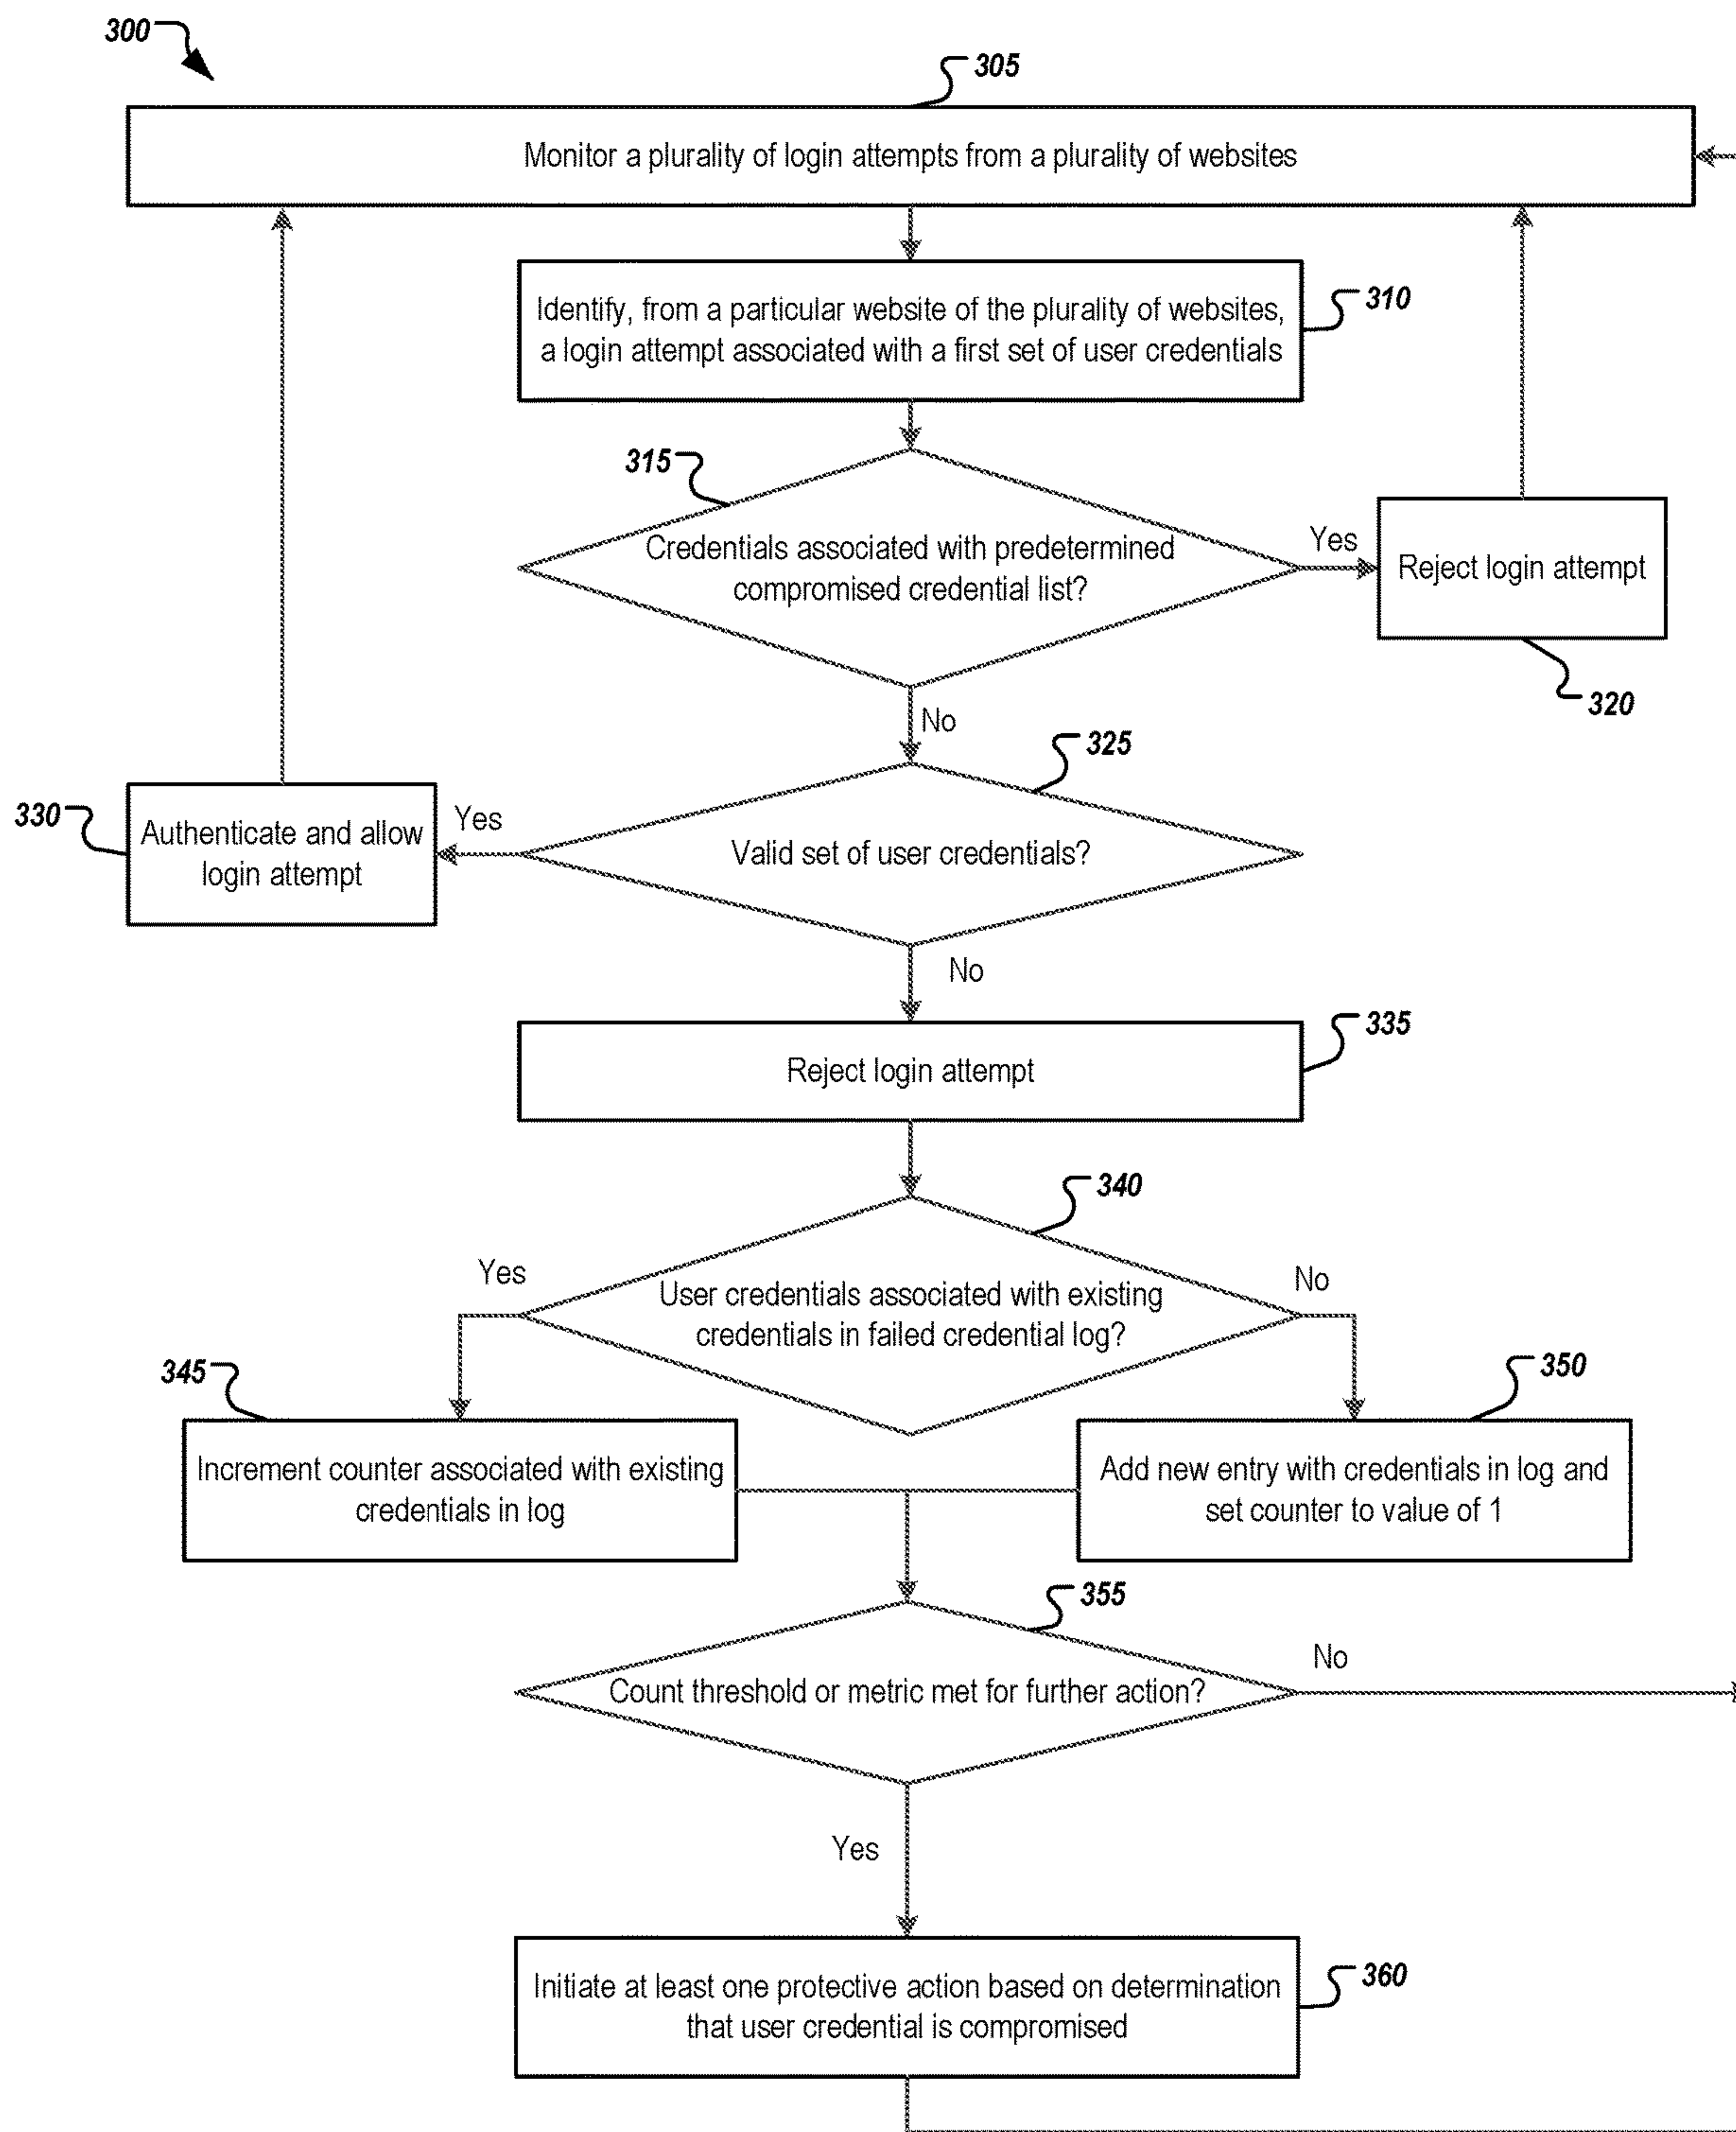 300
305
Monitor a plurality of login attempts from a plurality of websites
Identify, from a particular website of the plurality of websites,
a login attempt associated with a first set of user credentials
310
315
Credentials associated with predetermined
compromised credential list?
Yes
Reject login attempt
320
No
325
330
Authenticate and allow
login attempt
Yes
Valid set of user credentials?
No
335
Reject login attempt
340
Yes
No
User credentials associated with existing
credentials in failed credential log?
345
350
Increment counter associated with existing
credentials in log
Add new entry with credentials in log and
set counter to value of 1
355
No
Count threshold or metric met for further action?
Yes
Initiate at least one protective action based on determination
that user credential is compromised
360